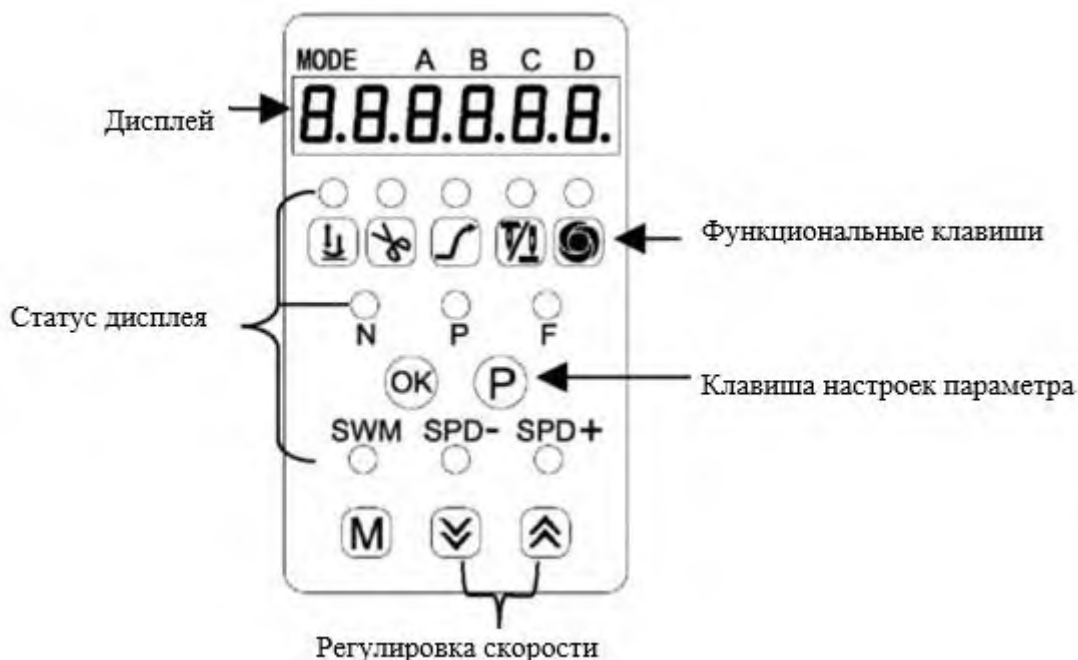 MODE A B C D
Дисплей
8.8.8.8.8.8.
Функциональные клавиши
Статус дисплея
N P F
OK P
Клавиша настроек параметра
SWM SPD- SPD+
M
Регулировка скорости